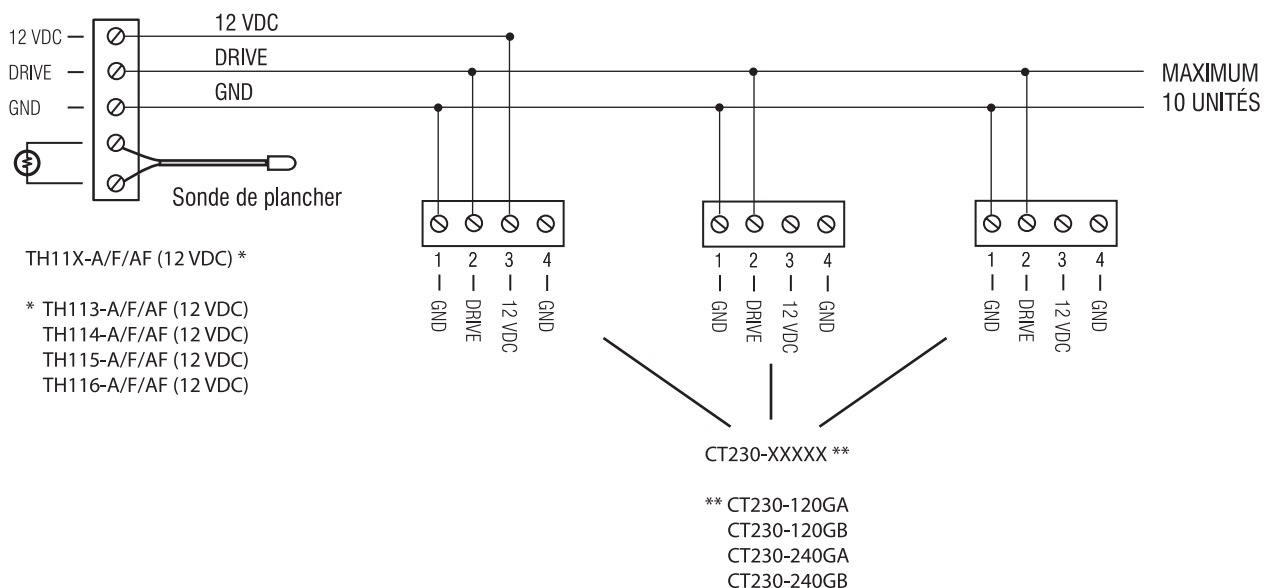 12 VDC
12 VDC
DRIVE
DRIVE
GND
GND
MAXIMUM
10 UNITÉS
Sonde de plancher
TH11X-A/F/AF (12 VDC) *
* TH113-A/F/AF (12 VDC)
TH114-A/F/AF (12 VDC)
TH115-A/F/AF (12 VDC)
TH116-A/F/AF (12 VDC)
1 2 3 4
GND
DRIVE
12 VDC
GND
1 2 3 4
GND
DRIVE
12 VDC
GND
1 2 3 4
GND
DRIVE
12 VDC
GND
CT230-XXXXX **
** CT230-120GA
CT230-120GB
CT230-240GA
CT230-240GB